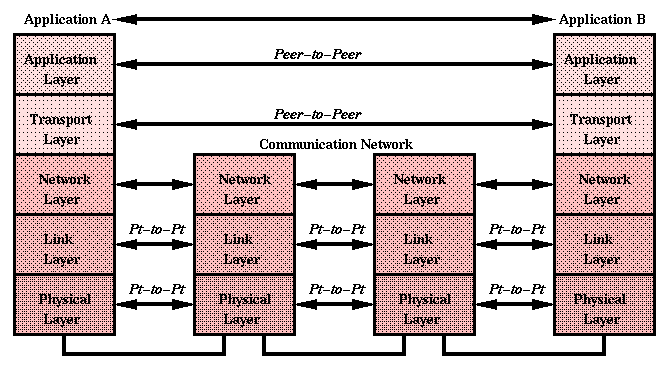 Application A
Application B
Peer-to-Peer
Application
Layer
Application
Layer
Peer-to-Peer
Transport
Layer
Transport
Layer
Communication Network
Network
Layer
Network
Layer
Network
Layer
Network
Layer
Pt-to-Pt
Pt-to-Pt
Pt-to-Pt
Link
Layer
Link
Layer
Link
Layer
Link
Layer
Pt-to-Pt
Pt-to-Pt
Pt-to-Pt
Physical
Layer
Physical
Layer
Physical
Layer
Physical
Layer